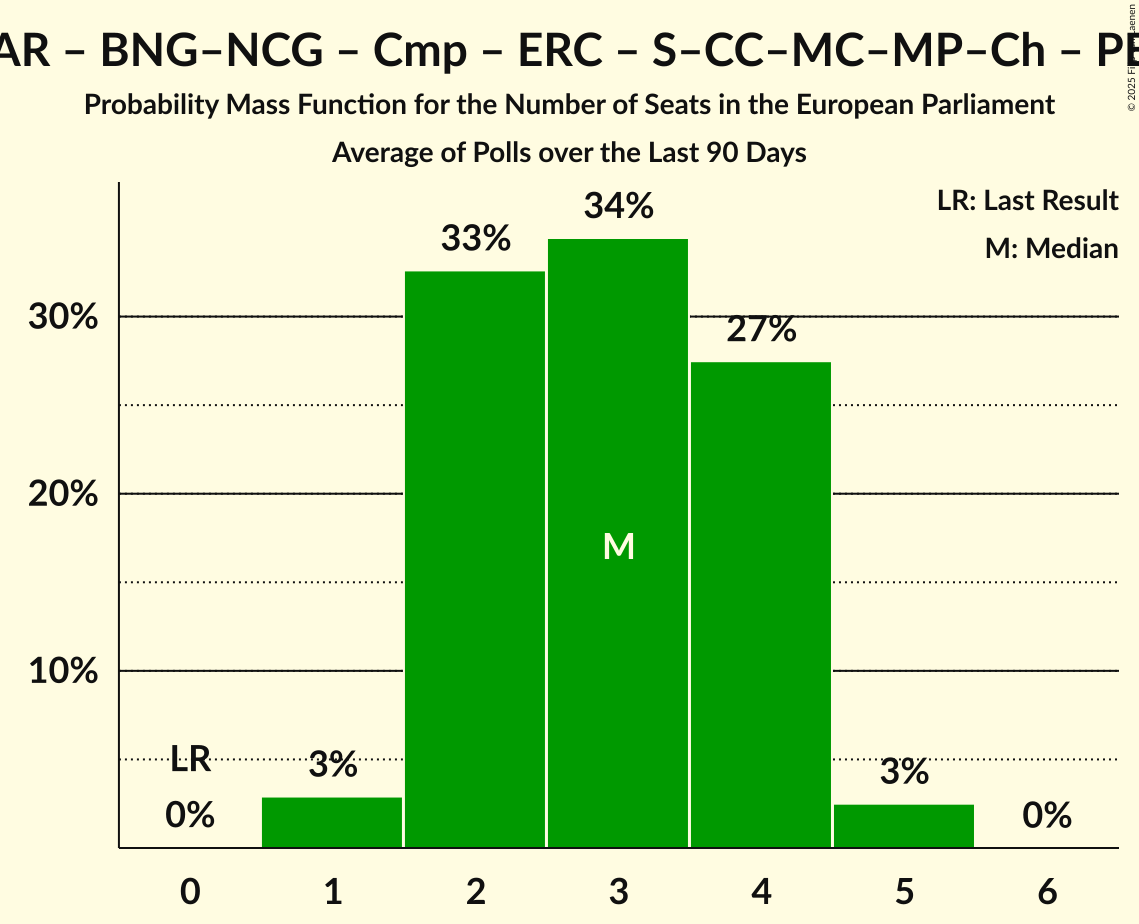 AR – BNG–NCG – Cmp – ERC – S–CC–MC–MP–Ch – PE
Probability Mass Function for the Number of Seats in the European Parliament
Average of Polls over the Last 90 Days
LR: Last Result
M: Median
34%
33%
30%
27%
20%
M
10%
LR
3%
3%
0%
0%
0 1 2 3 4 5 6